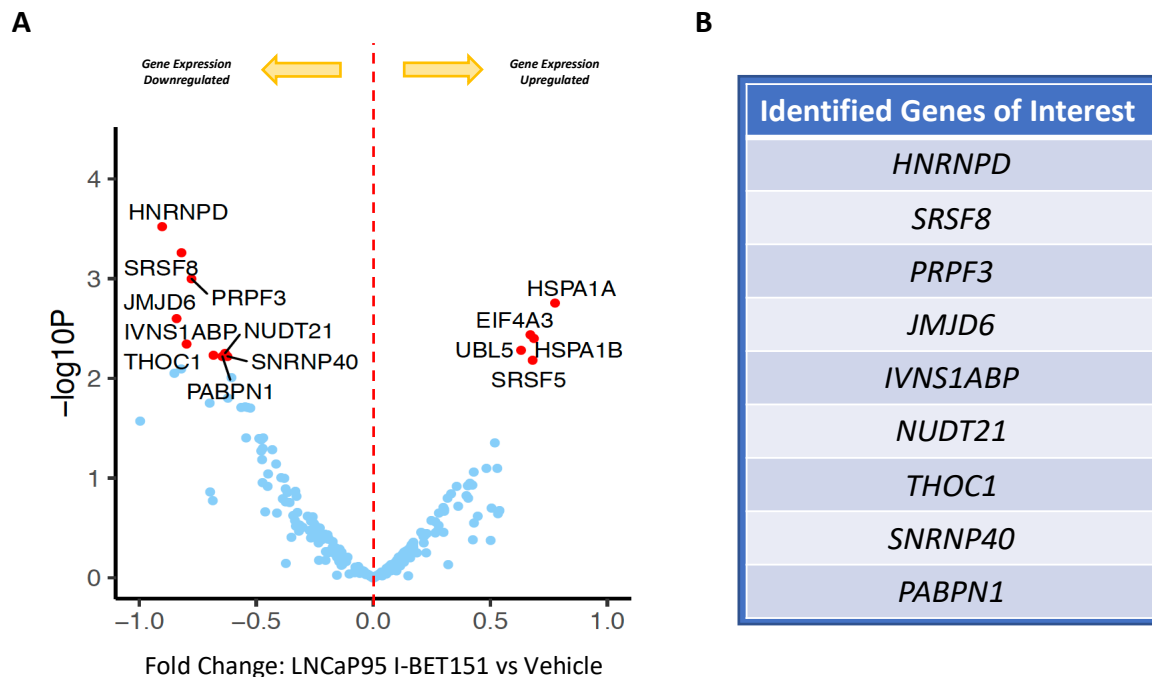 A
Gene Expression
Downregulated
Gene Expression
Upregulated
4
3
2
1
0
−log10P
HNRNPD
SRSF8
PRPF3
JMJD6
IVNS1ABP
NUDT21
THOC1
SNRNP40
PABPN1
HSPA1A
EIF4A3
UBL5
HSPA1B
SRSF5
−1.0
−0.5
0.0
0.5
1.0
Fold Change: LNCaP95 I-BET151 vs Vehicle
B
Identified Genes of Interest
HNRNPD
SRSF8
PRPF3
JMJD6
IVNS1ABP
NUDT21
THOC1
SNRNP40
PABPN1